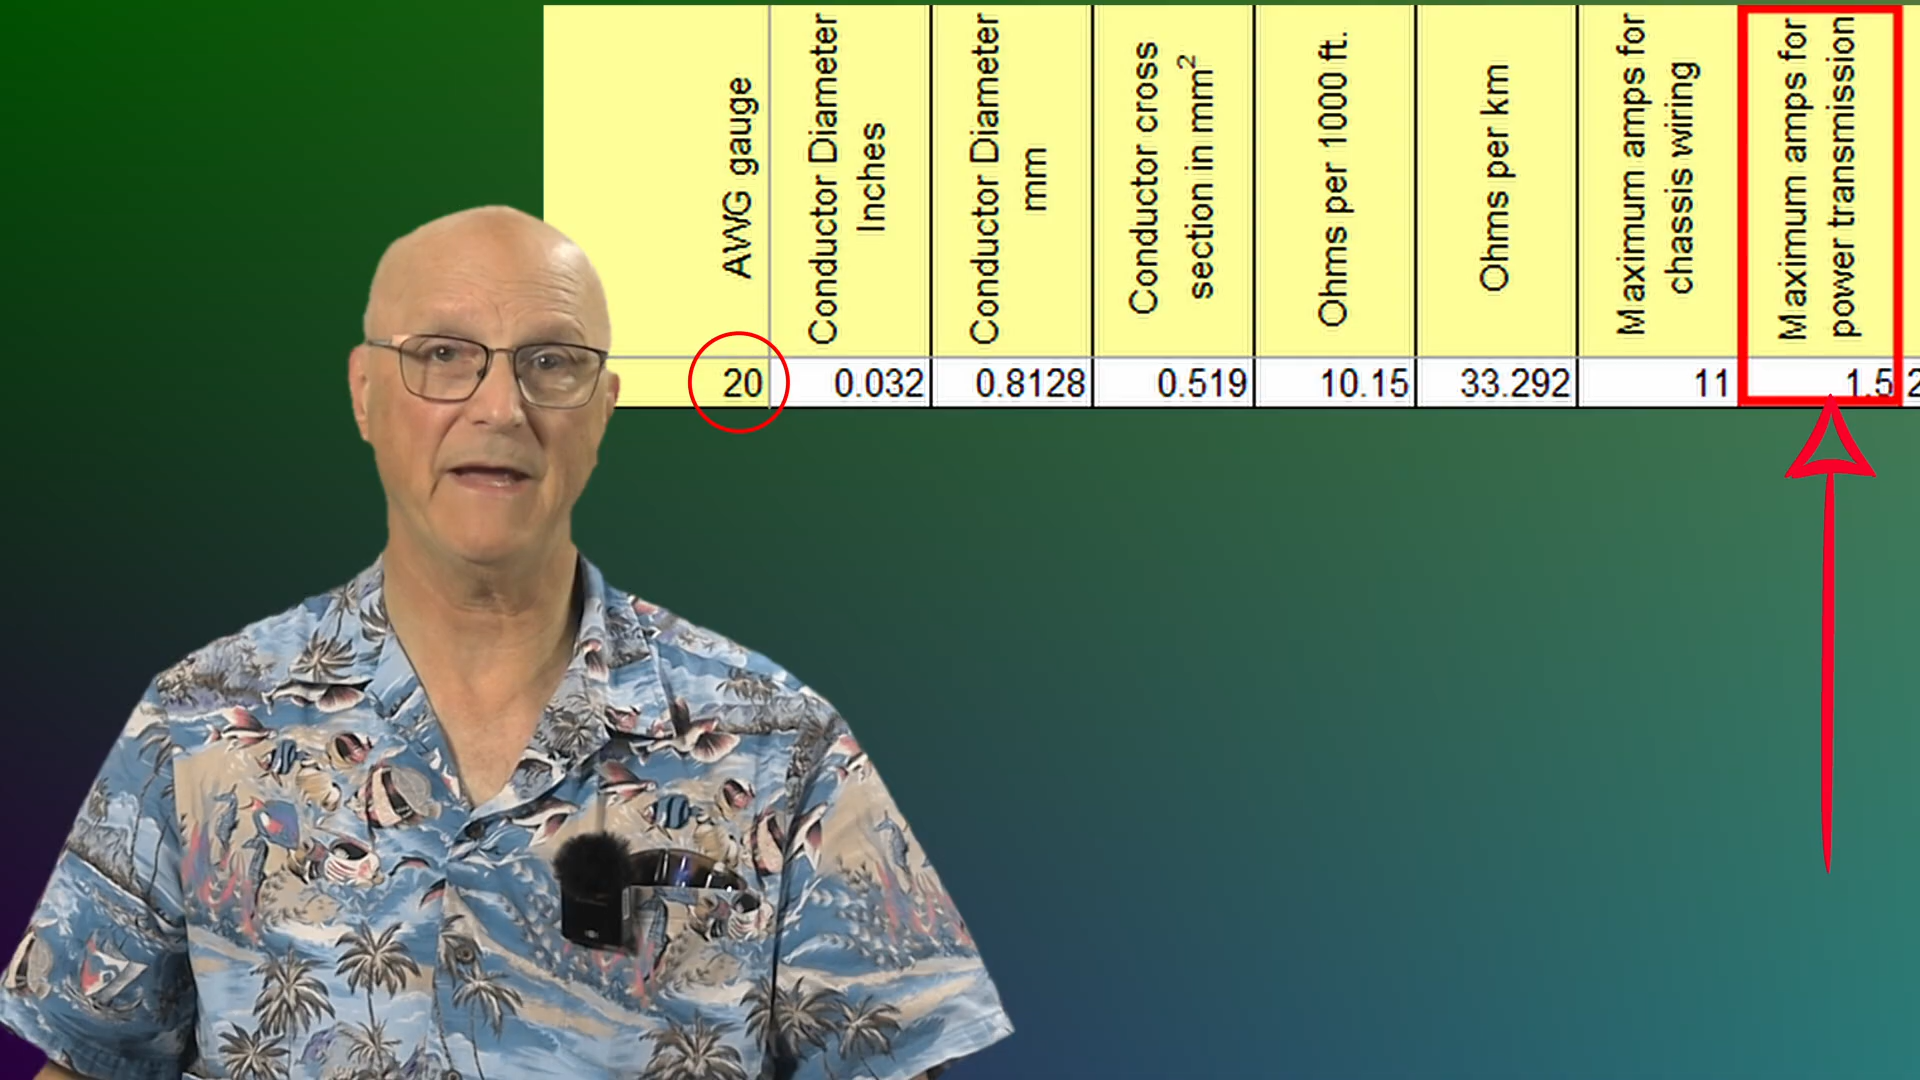 AWG gauge
Conductor Diameter
Inches
Conductor Diameter
mm
Conductor cross
section in mm²
Ohms per 1000 ft.
Ohms per km
Maximum amps for
chassis wiring
Maximum amps for
power transmission
20 0.032 0.8128 0.519 10.15 33.292 11 1.5